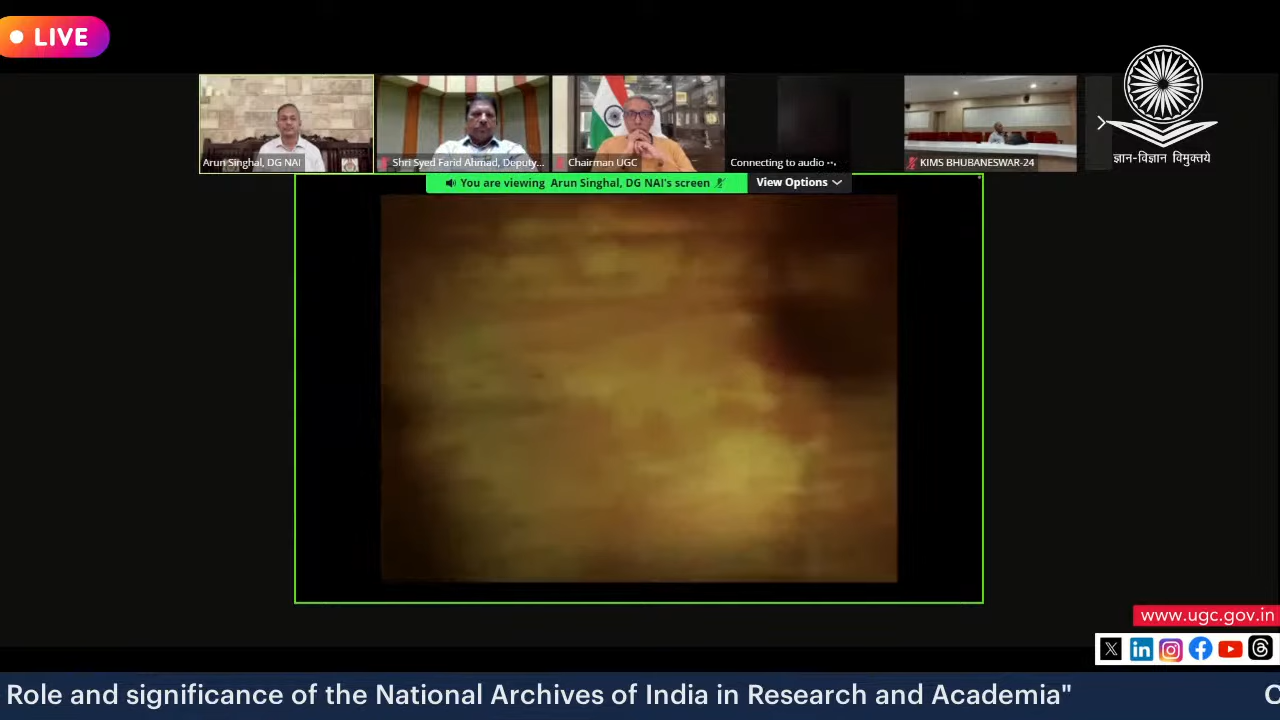 LIVE
Arun Singhal, DG NAI
Shri Syed Farid Ahmad, Deputy...
Chairman UGC
Connecting to audio ...
KIMS BHUBANESWAR-24
ज्ञान-विज्ञान विमुक्तये
You are viewing Arun Singhal, DG NAI's screen
View Options
www.ugc.gov.in
Role and significance of the National Archives of India in Research and Academia"